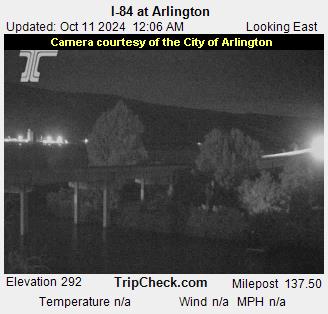 I-84 at Arlington
Updated: Oct 11 2024 12:06 AM Looking East
Camera courtesy of the City of Arlington
Elevation 292 TripCheck.com Milepost 137.50
Temperature n/a Wind n/a MPH n/a